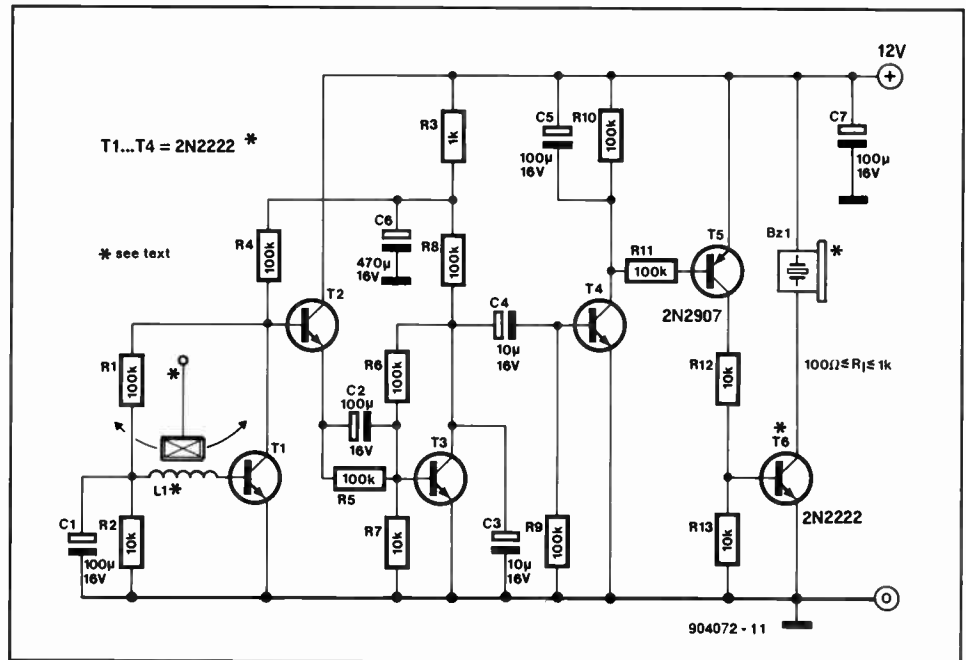 12V
+
T1...T4 = 2N2222 *
* see text
R3
1k
C5
100µ
16V
R10
100k
C7
100µ
16V
R4
100k
C6
470µ
16V
R8
100k
T2
R11
100k
T5
2N2907
Bz1
*
R1
100k
*
R6
100k
C4
10µ
16V
T4
100Ω≤Ri≤1k
C2
100µ
16V
R12
10k
L1*
T1
R5
100k
T3
*
T6
2N2222
C1
100µ
16V
R2
10k
R7
10k
C3
10µ
16V
R9
100k
R13
10k
0
904072 - 11